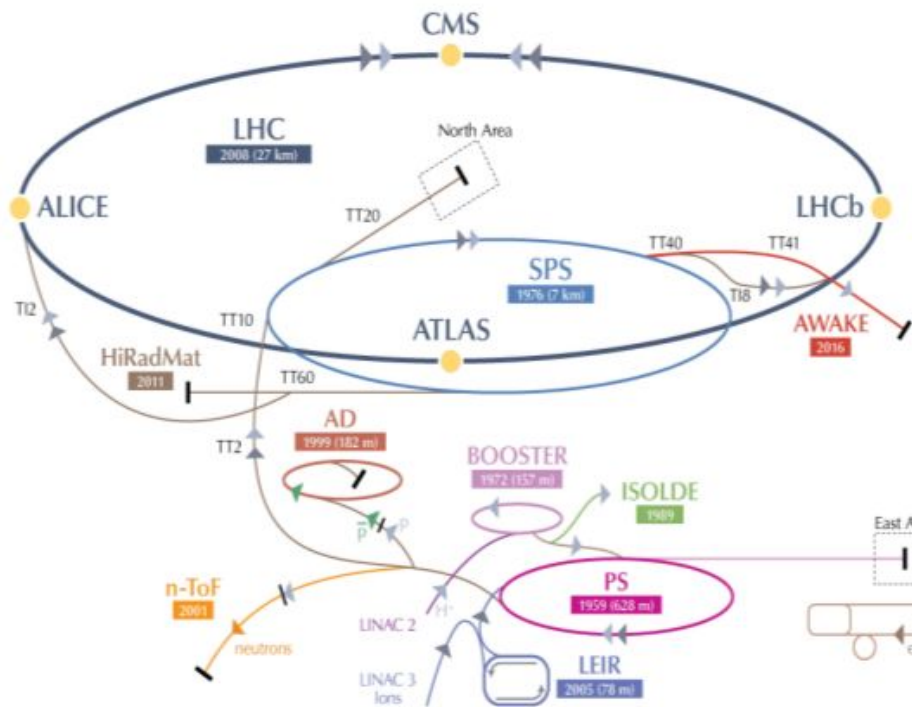 CMS
LHC
2008 (27 km)
North Area
ALICE
LHCb
TT20
TT40
TT41
SPS
1976 (7 km)
TI2
TI8
TT10
ATLAS
AWAKE
2016
HiRadMat
2011
TT60
AD
1999 (182 m)
TT2
BOOSTER
1972 (157 m)
ISOLDE
1989
p
p
East A
n-ToF
2001
PS
1959 (628 m)
H⁺
LINAC 2
neutrons
LEIR
LINAC 3
Ions
2005 (78 m)
e